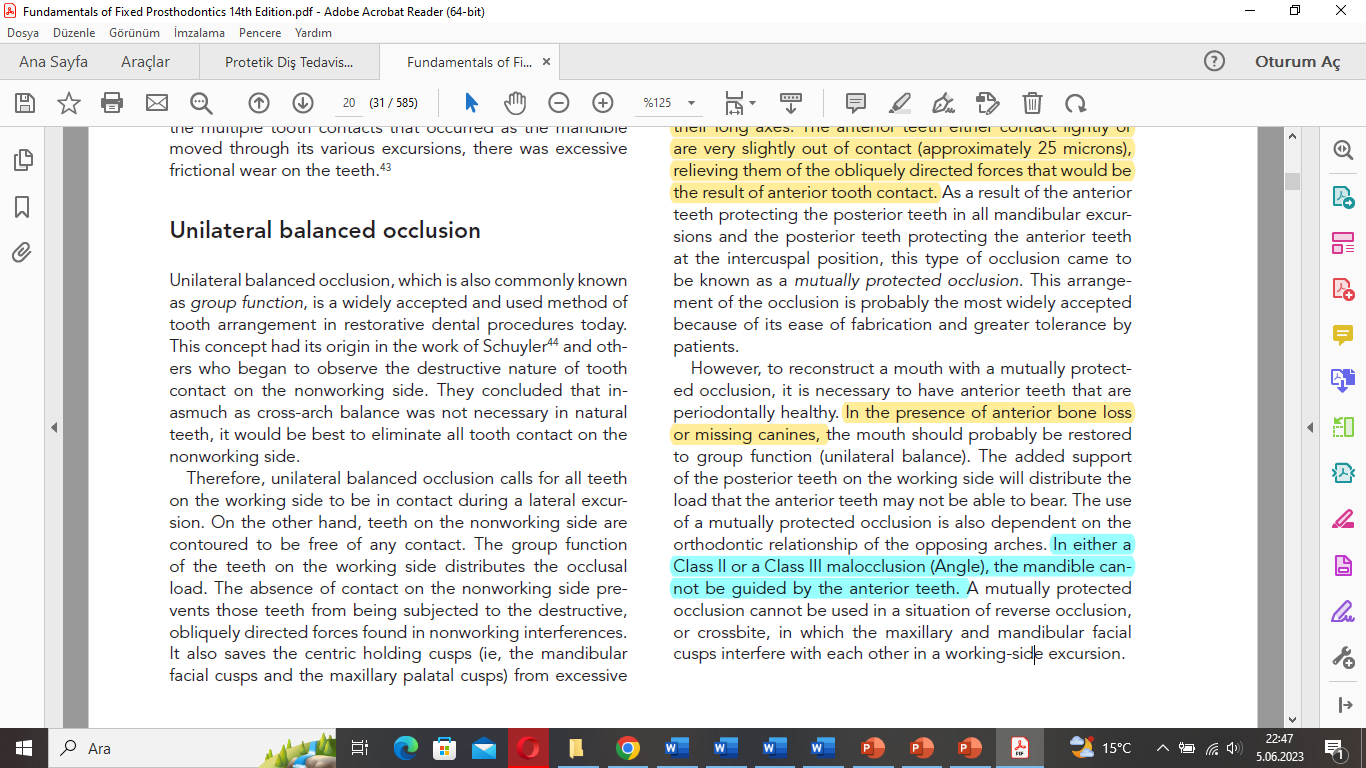 Fundamentals of Fixed Prosthodontics 14th Edition.pdf - Adobe Acrobat Reader (64-bit)
Dosya Düzenle Görünüm İmzalama Pencere Yardım
Ana Sayfa Araçlar Protetik Diş Tedavis... Fundamentals of Fi... × Oturum Aç
20 (31 / 585) %125
the multiple tooth contacts that occurred as the mandible
moved through its various excursions, there was excessive
frictional wear on the teeth.43
Unilateral balanced occlusion
Unilateral balanced occlusion, which is also commonly known
as group function, is a widely accepted and used method of
tooth arrangement in restorative dental procedures today.
This concept had its origin in the work of Schuyler44 and oth-
ers who began to observe the destructive nature of tooth
contact on the nonworking side. They concluded that in-
asmuch as cross-arch balance was not necessary in natural
teeth, it would be best to eliminate all tooth contact on the
nonworking side.
Therefore, unilateral balanced occlusion calls for all teeth
on the working side to be in contact during a lateral excur-
sion. On the other hand, teeth on the nonworking side are
contoured to be free of any contact. The group function
of the teeth on the working side distributes the occlusal
load. The absence of contact on the nonworking side pre-
vents those teeth from being subjected to the destructive,
obliquely directed forces found in nonworking interferences.
It also saves the centric holding cusps (ie, the mandibular
facial cusps and the maxillary palatal cusps) from excessive
their long axes. The anterior teeth either contact lightly or
are very slightly out of contact (approximately 25 microns),
relieving them of the obliquely directed forces that would be
the result of anterior tooth contact. As a result of the anterior
teeth protecting the posterior teeth in all mandibular excur-
sions and the posterior teeth protecting the anterior teeth
at the intercuspal position, this type of occlusion came to
be known as a mutually protected occlusion. This arrange-
ment of the occlusion is probably the most widely accepted
because of its ease of fabrication and greater tolerance by
patients.
However, to reconstruct a mouth with a mutually protect-
ed occlusion, it is necessary to have anterior teeth that are
periodontally healthy. In the presence of anterior bone loss
or missing canines, the mouth should probably be restored
to group function (unilateral balance). The added support
of the posterior teeth on the working side will distribute the
load that the anterior teeth may not be able to bear. The use
of a mutually protected occlusion is also dependent on the
orthodontic relationship of the opposing arches. In either a
Class II or a Class III malocclusion (Angle), the mandible can-
not be guided by the anterior teeth. A mutually protected
occlusion cannot be used in a situation of reverse occlusion,
or crossbite, in which the maxillary and mandibular facial
cusps interfere with each other in a working-side excursion.
Ara 15°C 22:47
5.06.2023 1